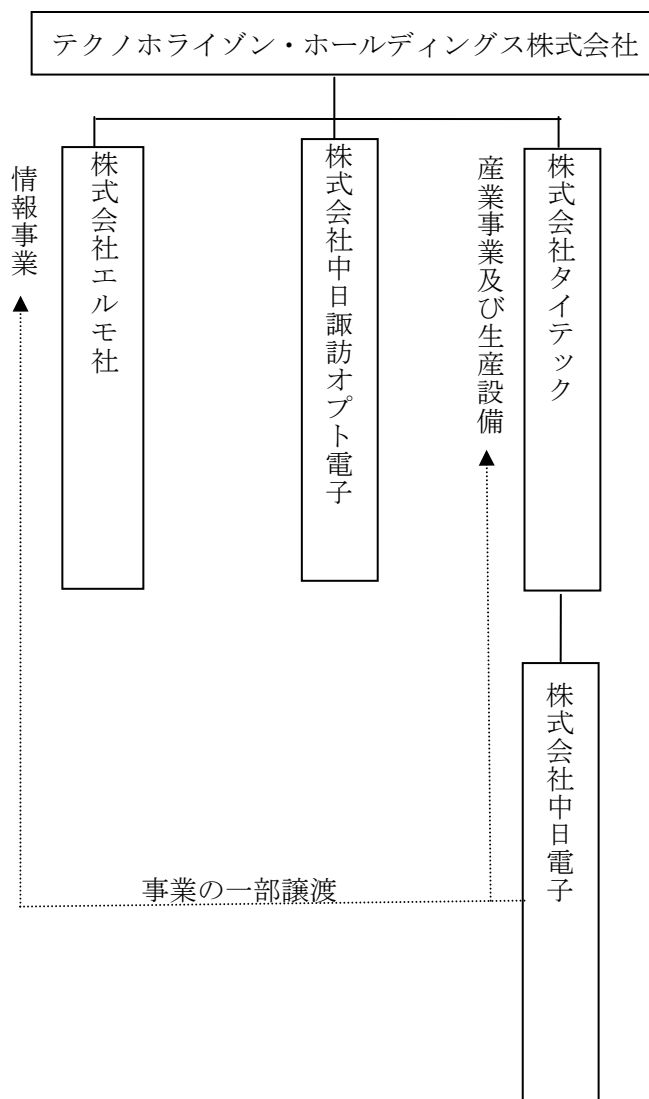 テクノホライゾン・ホールディングス株式会社
情報事業
株式会社エルモ社
株式会社中日諏訪オプト電子
産業事業及び生産設備
株式会社タイテック
株式会社中日電子
事業の一部譲渡